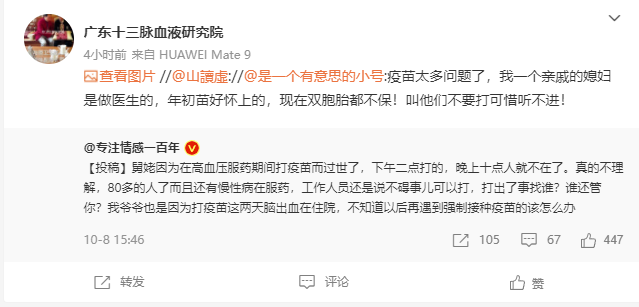 广东十三脉血液研究院
4小时前 来自 HUAWEI Mate 9
查看图片 //@山讀虚://@是一个有意思的小号:疫苗太多问题了，我一个亲戚的媳妇
是做医生的，年初苗好怀上的，现在双胞胎都不保！叫他们不要打可惜听不进！
@专注情感一百年
【投稿】舅姥因为在高血压服药期间打疫苗而过世了，下午二点打的，晚上十点人就不在了。真的不理
解，80多的人了而且还有慢性病在服药，工作人员还是说不碍事儿可以打，打出了事找谁？谁还管
你？我爷爷也是因为打疫苗这两天脑出血在住院，不知道以后再遇到强制接种疫苗的该怎么办
10-8 15:46
105
67
447
转发
评论
赞